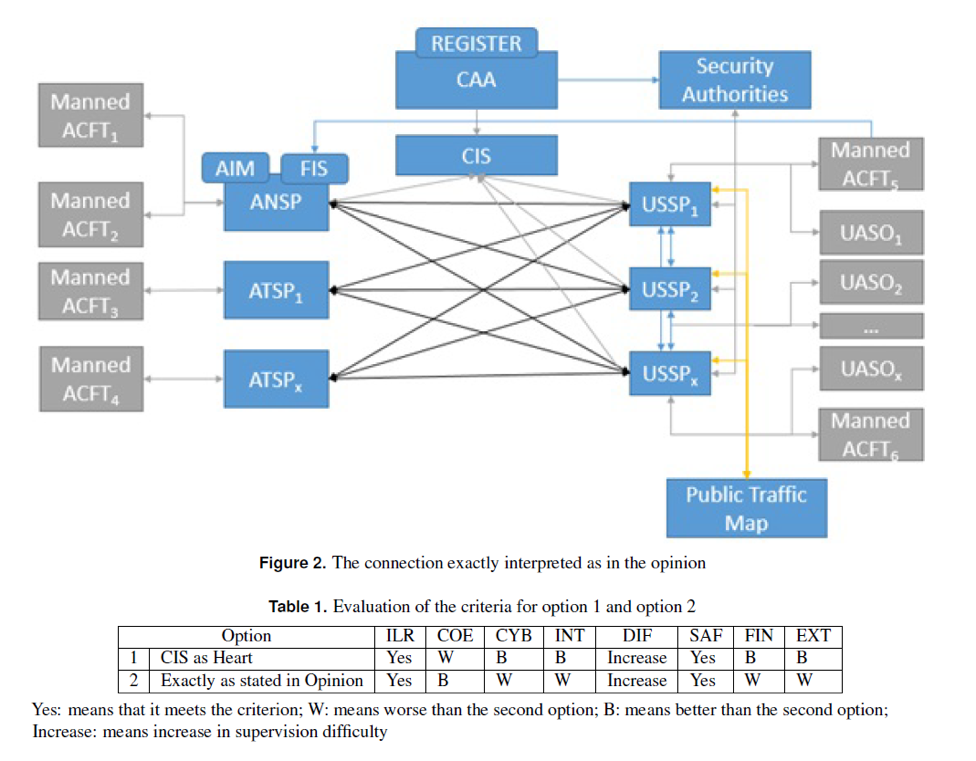 REGISTER
CAA
Security
Authorities
Manned
ACFT1
CIS
Manned
ACFT5
AIM
FIS
ANSP
Manned
ACFT2
USSP1
UASO1
Manned
ACFT3
ATSP1
USSP2
UASO2
...
Manned
ACFT4
ATSPx
USSPx
UASOx
Manned
ACFT6
Public Traffic
Map
Figure 2. The connection exactly interpreted as in the opinion
Table 1. Evaluation of the criteria for option 1 and option 2
Option ILR COE CYB INT DIF SAF FIN EXT
1 CIS as Heart Yes W B B Increase Yes B B
2 Exactly as stated in Opinion Yes B W W Increase Yes W W
Yes: means that it meets the criterion; W: means worse than the second option; B: means better than the second option;
Increase: means increase in supervision difficulty